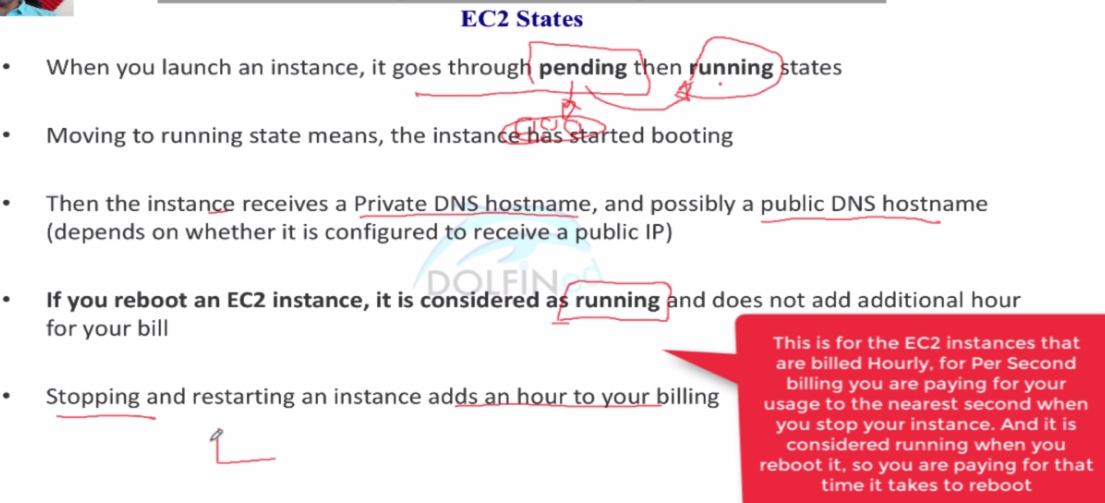 EC2 States
• When you launch an instance, it goes through pending then running states
• Moving to running state means, the instance has started booting
• Then the instance receives a Private DNS hostname, and possibly a public DNS hostname
(depends on whether it is configured to receive a public IP)
DOLFINed
• If you reboot an EC2 instance, it is considered as running and does not add additional hour
for your bill
• Stopping and restarting an instance adds an hour to your billing
This is for the EC2 instances that
are billed Hourly, for Per Second
billing you are paying for your
usage to the nearest second when
you stop your instance. And it is
considered running when you
reboot it, so you are paying for that
time it takes to reboot